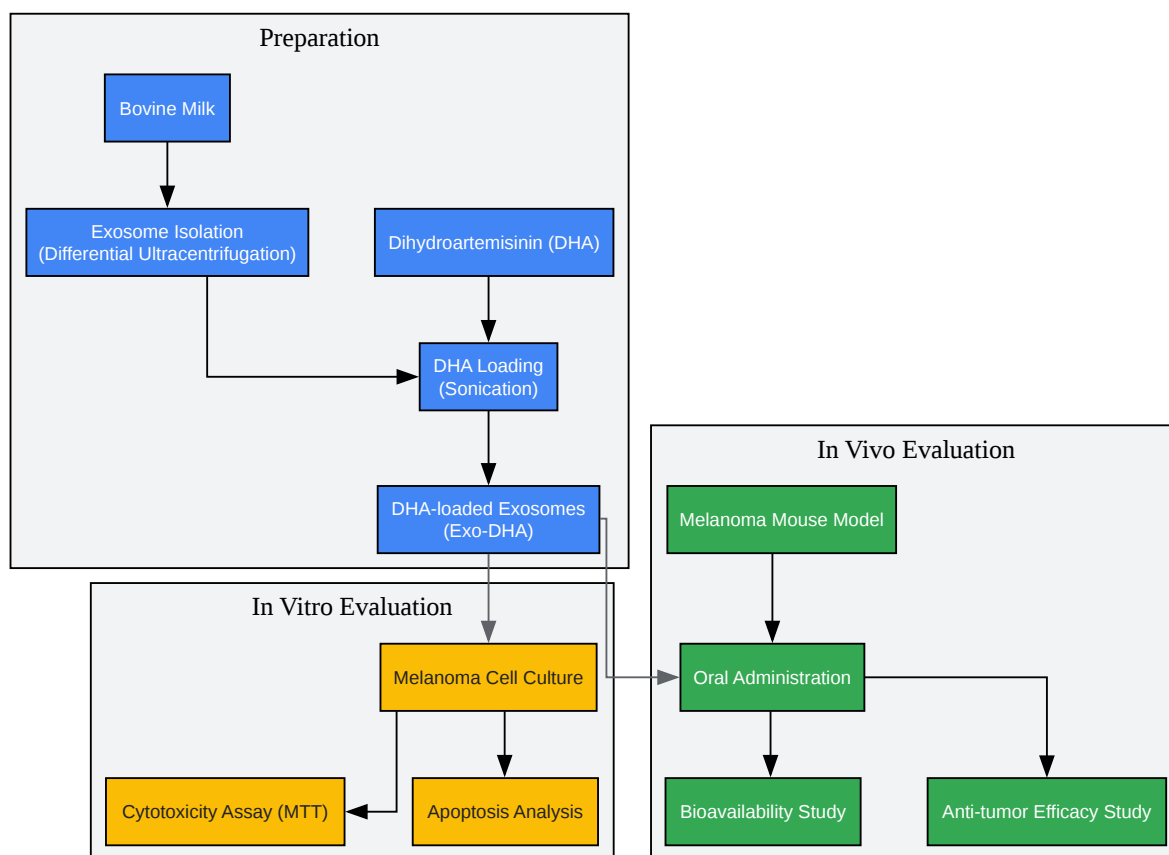 Preparation
Bovine Milk
Exosome Isolation
(Differential Ultracentrifugation)
Dihydroartemisinin (DHA)
DHA Loading
(Sonication)
DHA-loaded Exosomes
(Exo-DHA)
In Vitro Evaluation
Melanoma Cell Culture
Cytotoxicity Assay (MTT)
Apoptosis Analysis
In Vivo Evaluation
Melanoma Mouse Model
Oral Administration
Bioavailability Study
Anti-tumor Efficacy Study